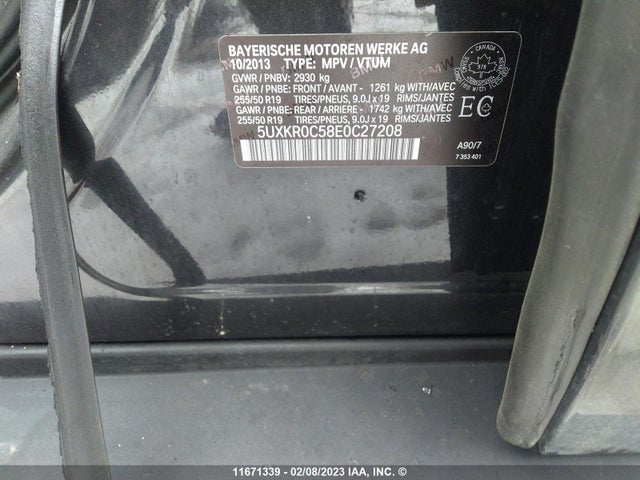 BAYERISCHE MOTOREN WERKE AG
10/2013 TYPE: MPV / VTUM
GVWR / PNBV: 2930 kg
GAWR / PNBE: FRONT / AVANT - 1261 kg WITH/AVEC
255/50 R19 TIRES/PNEUS, 9.0J x 19 RIMS/JANTES
GAWR / PNBE: REAR / ARRIERE - 1742 kg WITH/AVEC
255/50 R19 TIRES/PNEUS, 9.0J x 19 RIMS/JANTES
5UXKR0C58E0C27208
CANADA
EC
A90/7
7 353 401
11671339 - 02/08/2023 IAA, INC. ©